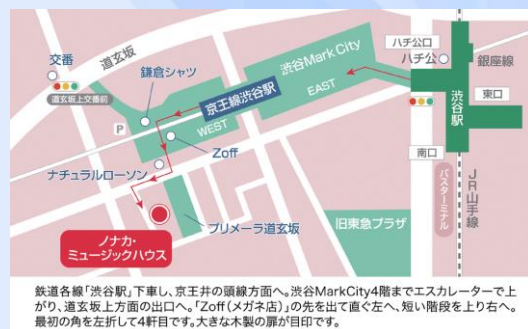 交番
道玄坂
道玄坂上交番前
鎌倉シャツ
P
京王線渋谷駅
渋谷Mark City
EAST
WEST
Zoff
ナチュラルローソン
プリメーラ道玄坂
ノナカ・
ミュージックハウス
ハチ公口
ハチ公
銀座線
渋谷駅
東口
南口
バスターミナル
JR山手線
旧東急プラザ
鉄道各線「渋谷駅」下車し、京王井の頭線方面へ。渋谷MarkCity4階までエスカレーターで上
がり、道玄坂方面の出口へ。「Zoff(メガネ店)」の先を出て直ぐ左へ、短い階段を上り右へ。
最初の角を左折して4軒目です。大きな木製の扉が目印です。